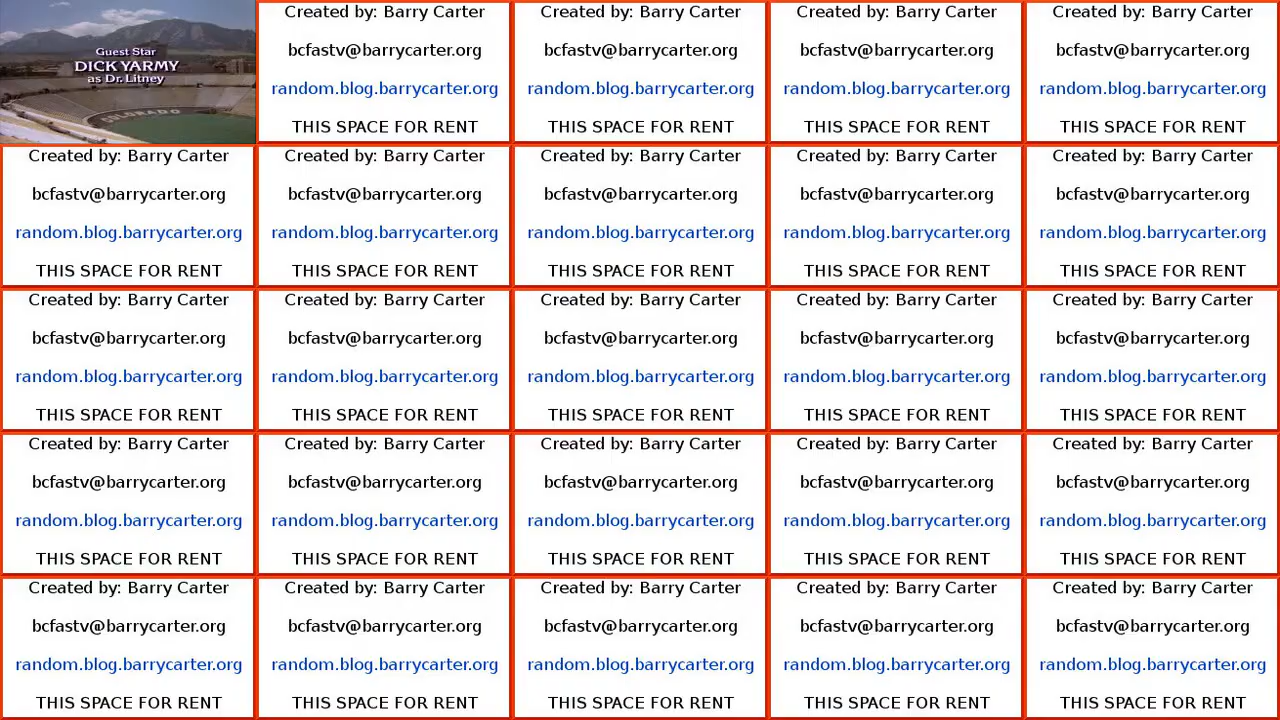 Guest Star
DICK YARMY
as Dr. Litney
COLORADO
Created by: Barry Carter
bcfastv@barrycarter.org
random.blog.barrycarter.org
THIS SPACE FOR RENT
Created by: Barry Carter
bcfastv@barrycarter.org
random.blog.barrycarter.org
THIS SPACE FOR RENT
Created by: Barry Carter
bcfastv@barrycarter.org
random.blog.barrycarter.org
THIS SPACE FOR RENT
Created by: Barry Carter
bcfastv@barrycarter.org
random.blog.barrycarter.org
THIS SPACE FOR RENT
Created by: Barry Carter
bcfastv@barrycarter.org
random.blog.barrycarter.org
THIS SPACE FOR RENT
Created by: Barry Carter
bcfastv@barrycarter.org
random.blog.barrycarter.org
THIS SPACE FOR RENT
Created by: Barry Carter
bcfastv@barrycarter.org
random.blog.barrycarter.org
THIS SPACE FOR RENT
Created by: Barry Carter
bcfastv@barrycarter.org
random.blog.barrycarter.org
THIS SPACE FOR RENT
Created by: Barry Carter
bcfastv@barrycarter.org
random.blog.barrycarter.org
THIS SPACE FOR RENT
Created by: Barry Carter
bcfastv@barrycarter.org
random.blog.barrycarter.org
THIS SPACE FOR RENT
Created by: Barry Carter
bcfastv@barrycarter.org
random.blog.barrycarter.org
THIS SPACE FOR RENT
Created by: Barry Carter
bcfastv@barrycarter.org
random.blog.barrycarter.org
THIS SPACE FOR RENT
Created by: Barry Carter
bcfastv@barrycarter.org
random.blog.barrycarter.org
THIS SPACE FOR RENT
Created by: Barry Carter
bcfastv@barrycarter.org
random.blog.barrycarter.org
THIS SPACE FOR RENT
Created by: Barry Carter
bcfastv@barrycarter.org
random.blog.barrycarter.org
THIS SPACE FOR RENT
Created by: Barry Carter
bcfastv@barrycarter.org
random.blog.barrycarter.org
THIS SPACE FOR RENT
Created by: Barry Carter
bcfastv@barrycarter.org
random.blog.barrycarter.org
THIS SPACE FOR RENT
Created by: Barry Carter
bcfastv@barrycarter.org
random.blog.barrycarter.org
THIS SPACE FOR RENT
Created by: Barry Carter
bcfastv@barrycarter.org
random.blog.barrycarter.org
THIS SPACE FOR RENT
Created by: Barry Carter
bcfastv@barrycarter.org
random.blog.barrycarter.org
THIS SPACE FOR RENT
Created by: Barry Carter
bcfastv@barrycarter.org
random.blog.barrycarter.org
THIS SPACE FOR RENT
Created by: Barry Carter
bcfastv@barrycarter.org
random.blog.barrycarter.org
THIS SPACE FOR RENT
Created by: Barry Carter
bcfastv@barrycarter.org
random.blog.barrycarter.org
THIS SPACE FOR RENT
Created by: Barry Carter
bcfastv@barrycarter.org
random.blog.barrycarter.org
THIS SPACE FOR RENT